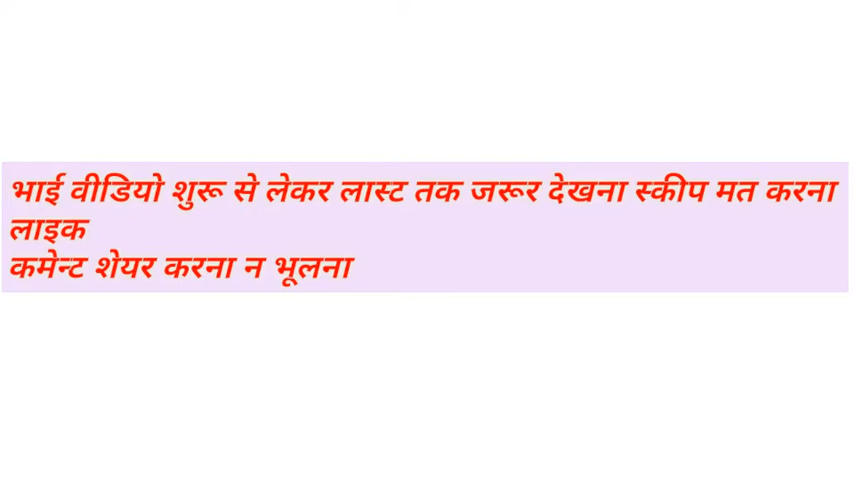 भाई वीडियो शुरू से लेकर लास्ट तक जरूर देखना स्कीप मत करना
लाइक
कमेन्ट शेयर करना न भूलना